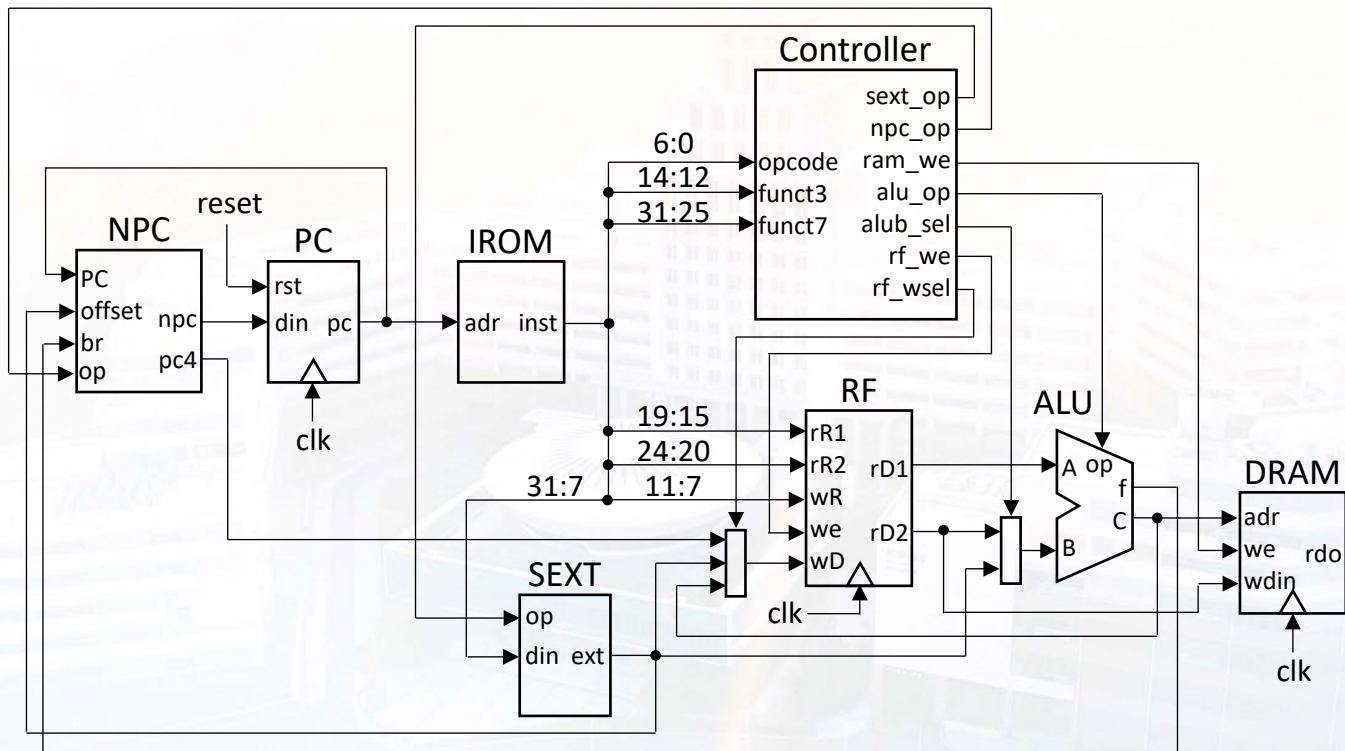 Controller
sext_op
npc_op
6:0
opcode
ram_we
14:12
funct3
alu_op
31:25
funct7
alub_sel
rf_we
rf_wsel
reset
NPC
PC
IROM
PC
offset
npc
br
pc4
op
rst
din
pc
clk
adr
inst
RF
ALU
19:15
rR1
24:20
rR2
rD1
31:7
11:7
wR
we
rD2
wD
clk
A
op
f
C
B
DRAM
adr
we
rdo
wdin
clk
SEXT
op
din
ext